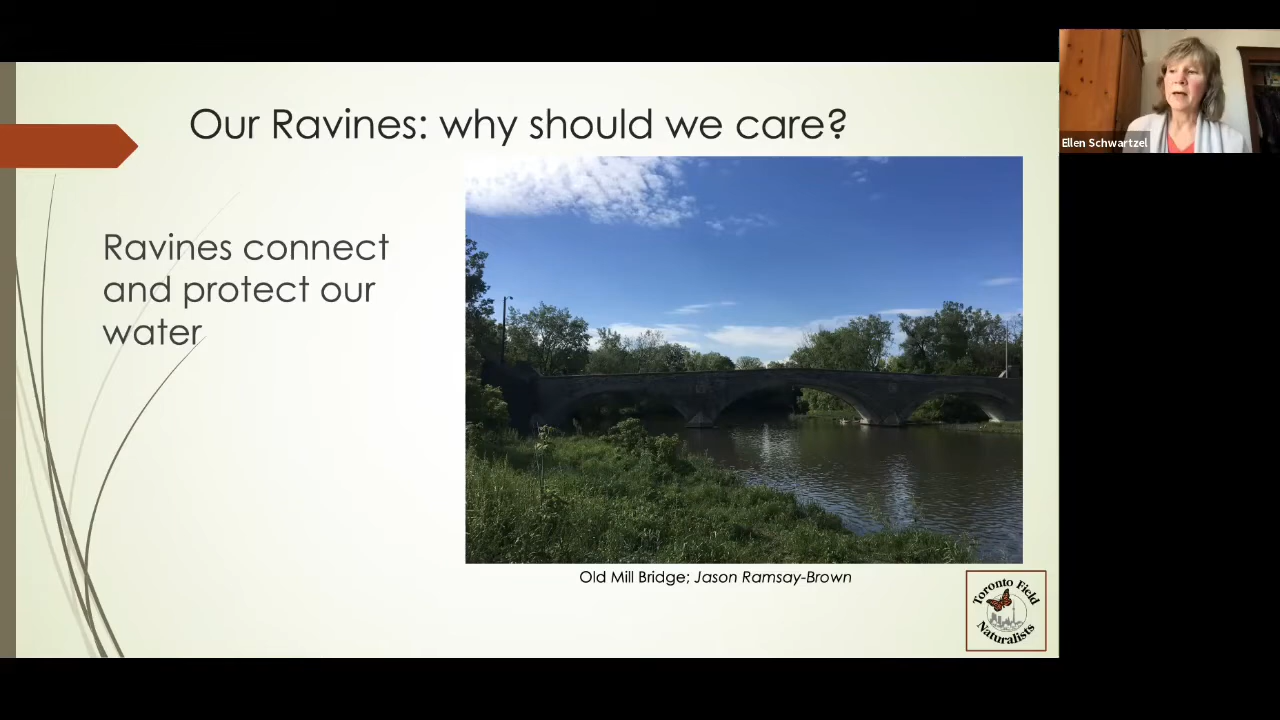 Our Ravines: why should we care?
Ravines connect
and protect our
water
Old Mill Bridge; Jason Ramsay-Brown
Toronto Field
Naturalists
Ellen Schwartzel